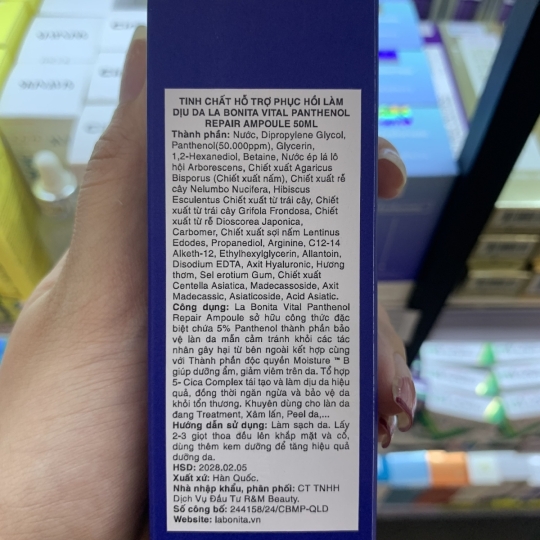 TINH CHẤT HỖ TRỢ PHỤC HỒI LÀM
DỊU DA LA BONITA VITAL PANTHENOL
REPAIR AMPOULE 50ML
Thành phần: Nước, Dipropylene Glycol,
Panthenol(50.000ppm), Glycerin,
1,2-Hexanediol, Betaine, Nước ép lá lô
hội Arborescens, Chiết xuất Agaricus
Bisporus (Chiết xuất nấm), Chiết xuất rễ
cây Nelumbo Nucifera, Hibiscus
Esculentus Chiết xuất từ trái cây, Chiết
xuất từ trái cây Grifola Frondosa, Chiết
xuất từ rễ Dioscorea Japonica,
Carbomer, Chiết xuất sợi nấm Lentinus
Edodes, Propanediol, Arginine, C12-14
Alketh-12, Ethylhexylglycerin, Allantoin,
Disodium EDTA, Axit Hyaluronic, Hương
thơm, Sel erotium Gum, Chiết xuất
Centella Asiatica, Madecassoside, Axit
Madecassic, Asiaticoside, Acid Asiatic.
Công dụng: La Bonita Vital Panthenol
Repair Ampoule sở hữu công thức đặc
biệt chứa 5% Panthenol thành phần bảo
vệ làn da mẫn cảm tránh khỏi các tác
nhân gây hại từ bên ngoài kết hợp cùng
với Thành phần độc quyền Moisture ™ B
giúp dưỡng ẩm, giảm viêm trên da. Tổ hợp
5- Cica Complex tái tạo và làm dịu da hiệu
quả, đồng thời ngăn ngừa và bảo vệ da
khỏi tổn thương. Khuyên dùng cho làn da
đang Treatment, Xâm lấn, Peel da,...
Hướng dẫn sử dụng: Làm sạch da. Lấy
2-3 giọt thoa đều lên khắp mặt và cổ,
dùng thêm kem dưỡng để tăng hiệu quả
dưỡng da.
HSD: 2028.02.05
Xuất xứ: Hàn Quốc.
Nhà nhập khẩu, phân phối: CT TNHH
Dịch Vụ Đầu Tư R&M Beauty.
Số công bố: 244158/24/CBMP-QLD
Website: labonita.vn